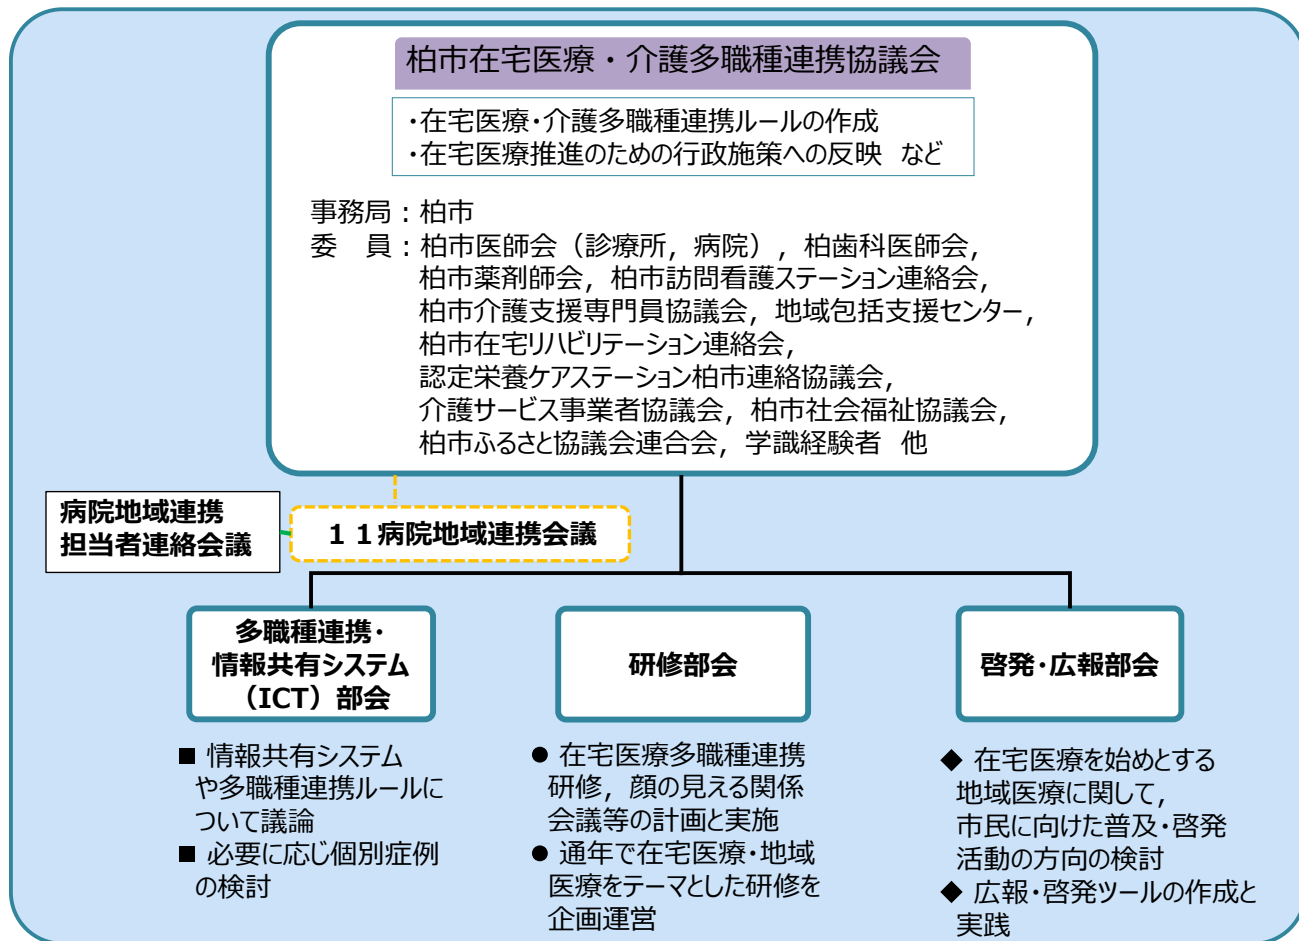 柏市在宅医療・介護多職種連携協議会
・在宅医療・介護多職種連携ルールの作成
・在宅医療推進のための行政施策への反映 など
事務局：柏市
委　員：柏市医師会（診療所，病院），柏歯科医師会，
柏市薬剤師会，柏市訪問看護ステーション連絡会，
柏市介護支援専門員協議会，地域包括支援センター，
柏市在宅リハビリテーション連絡会，
認定栄養ケアステーション柏市連絡協議会，
介護サービス事業者協議会，柏市社会福祉協議会，
柏市ふるさと協議会連合会，学識経験者 他
病院地域連携
担当者連絡会議
１１病院地域連携会議
多職種連携・
情報共有システム
（ICT）部会
■ 情報共有システム
や多職種連携ルールに
ついて議論
■ 必要に応じ個別症例
の検討
研修部会
● 在宅医療多職種連携
研修，顔の見える関係
会議等の計画と実施
● 通年で在宅医療・地域
医療をテーマとした研修を
企画運営
啓発・広報部会
◆ 在宅医療を始めとする
地域医療に関して，
市民に向けた普及・啓発
活動の方向の検討
◆ 広報・啓発ツールの作成と
実践